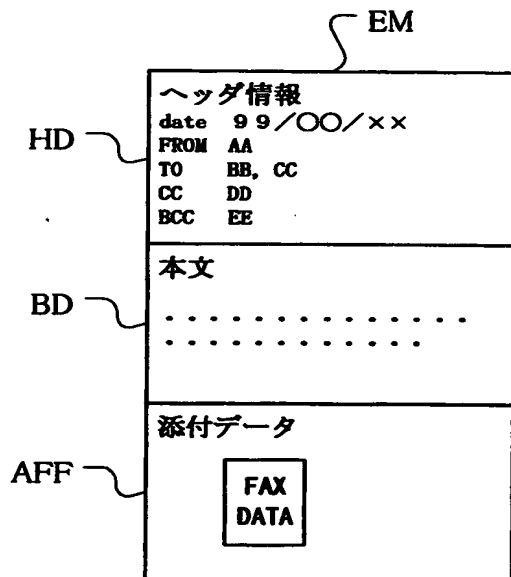 EM
HD
ヘッダ情報
date 99/○○/××
FROM AA
TO BB, CC
CC DD
BCC EE
BD
本文
・・・・・・・・・・・・・・
・・・・・・・・・・・・
AFF
添付データ
FAX
DATA